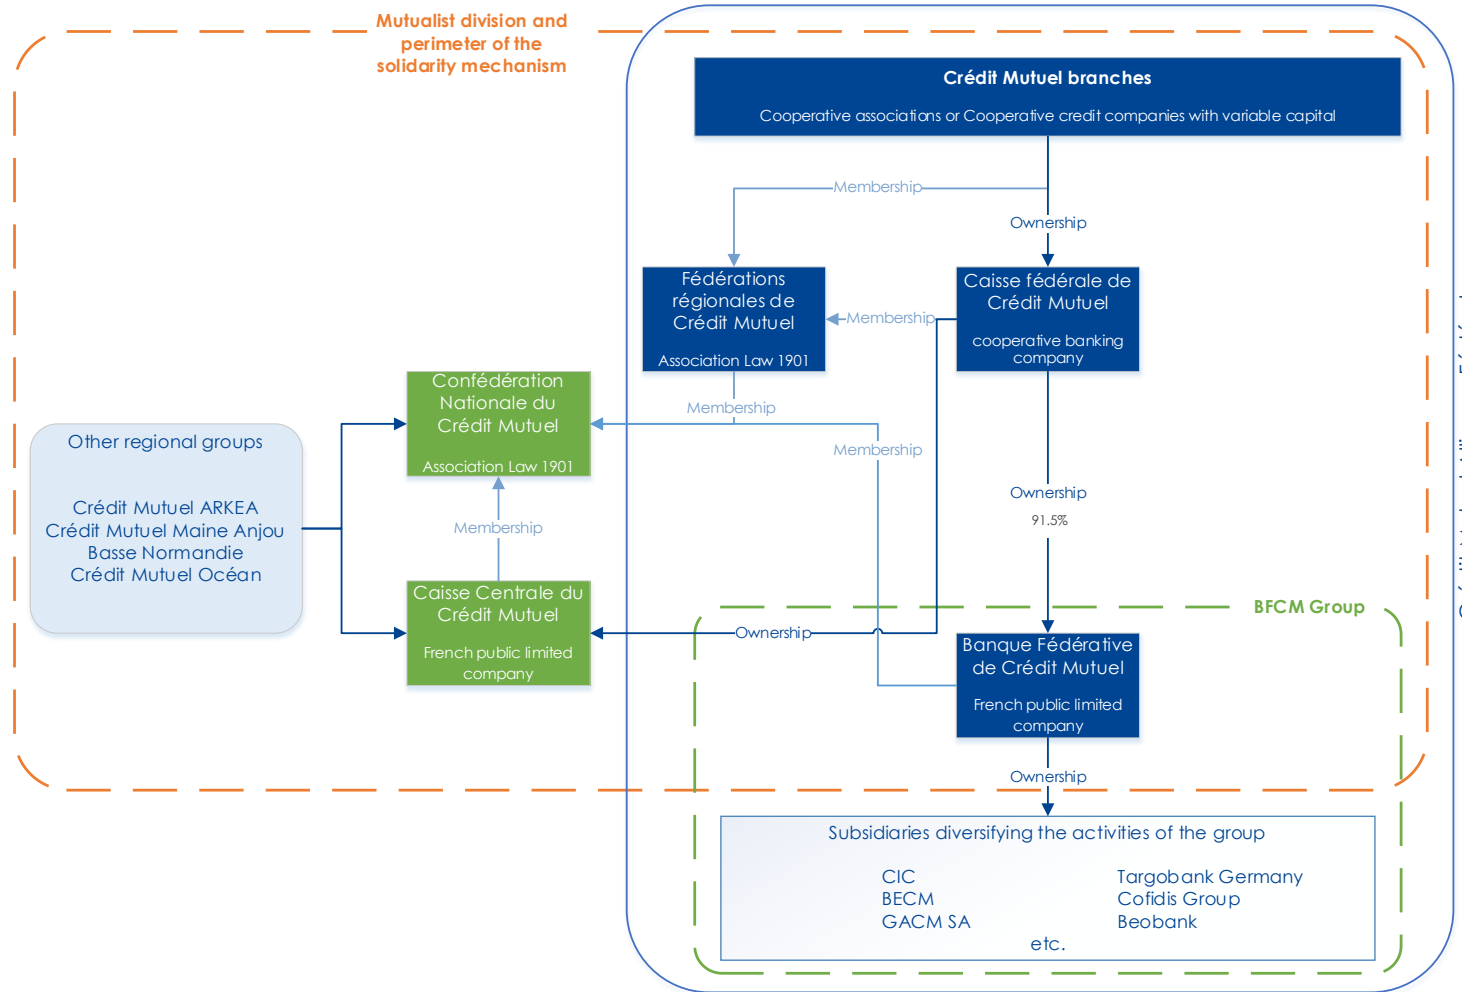 Mutualist division and
perimeter of the
solidarity mechanism
Crédit Mutuel branches
Cooperative associations or Cooperative credit companies with variable capital
Membership
Ownership
Fédérations
régionales de
Crédit Mutuel
Association Law 1901
Membership
Caisse fédérale de
Crédit Mutuel
cooperative banking
company
Confédération
Nationale du
Crédit Mutuel
Association Law 1901
Membership
Membership
Other regional groups
Crédit Mutuel ARKEA
Crédit Mutuel Maine Anjou
Basse Normandie
Crédit Mutuel Océan
Membership
Ownership
91.5%
Caisse Centrale du
Crédit Mutuel
French public limited
company
Ownership
BFCM Group
Banque Fédérative
de Crédit Mutuel
French public limited
company
Ownership
Subsidiaries diversifying the activities of the group
CIC
BECM
GACM SA
Targobank Germany
Cofidis Group
Beobank
etc.